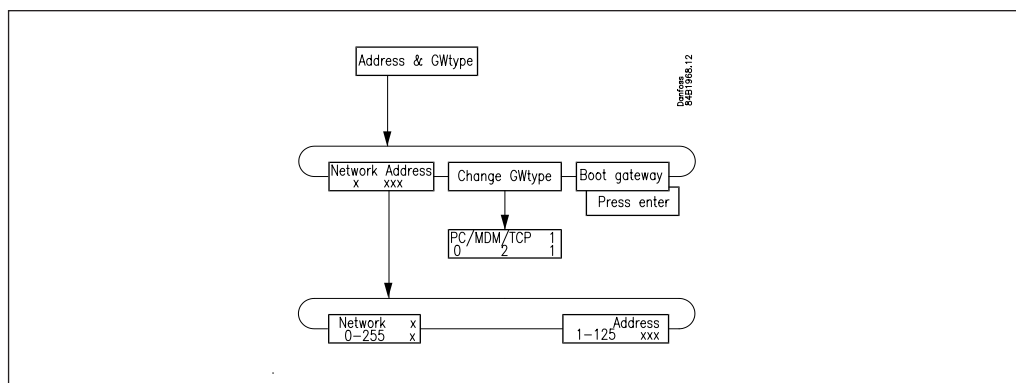 Address & GWtype
Danfoss
84B1968.12
Network Address
x xxx
Change GWtype
Boot gateway
Press enter
PC/MDM/TCP 1
0 2 1
Network x
0-255 x
Address
1-125 xxx